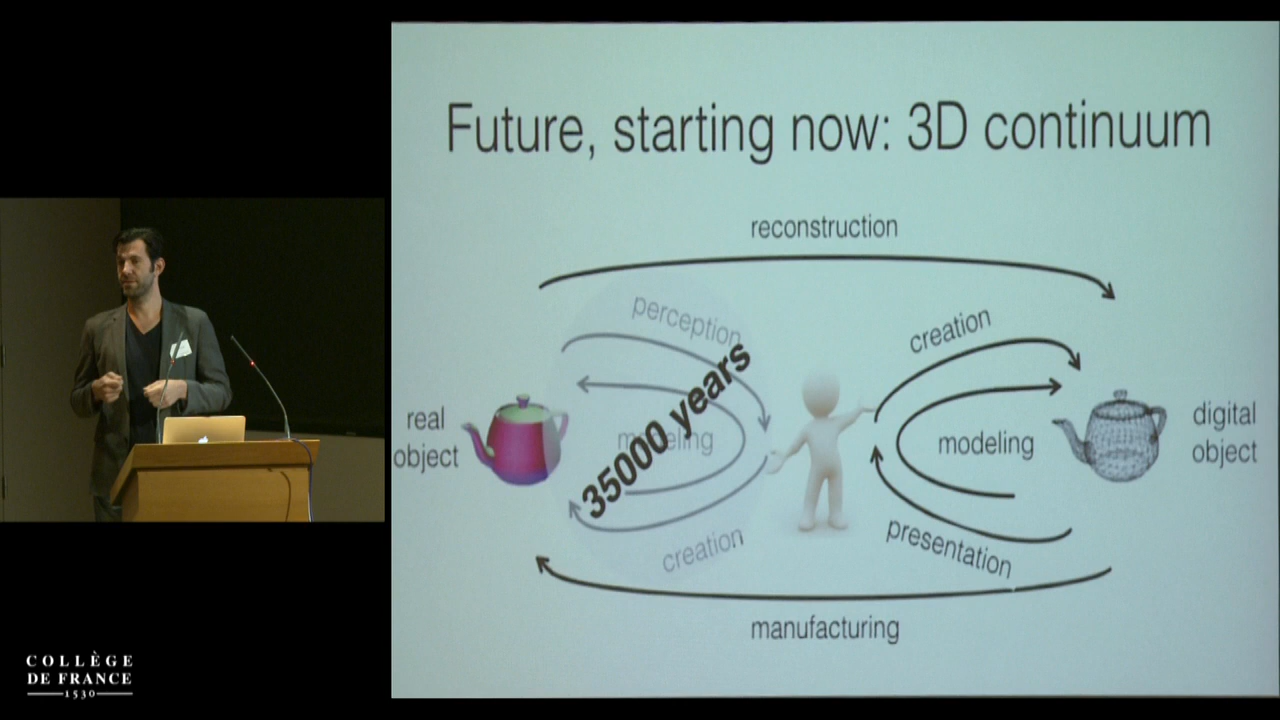 Future, starting now: 3D continuum
reconstruction
perception
creation
35000 years
real
object
modeling
modeling
digital
object
creation
presentation
manufacturing
COLLÈGE
DE FRANCE
1530